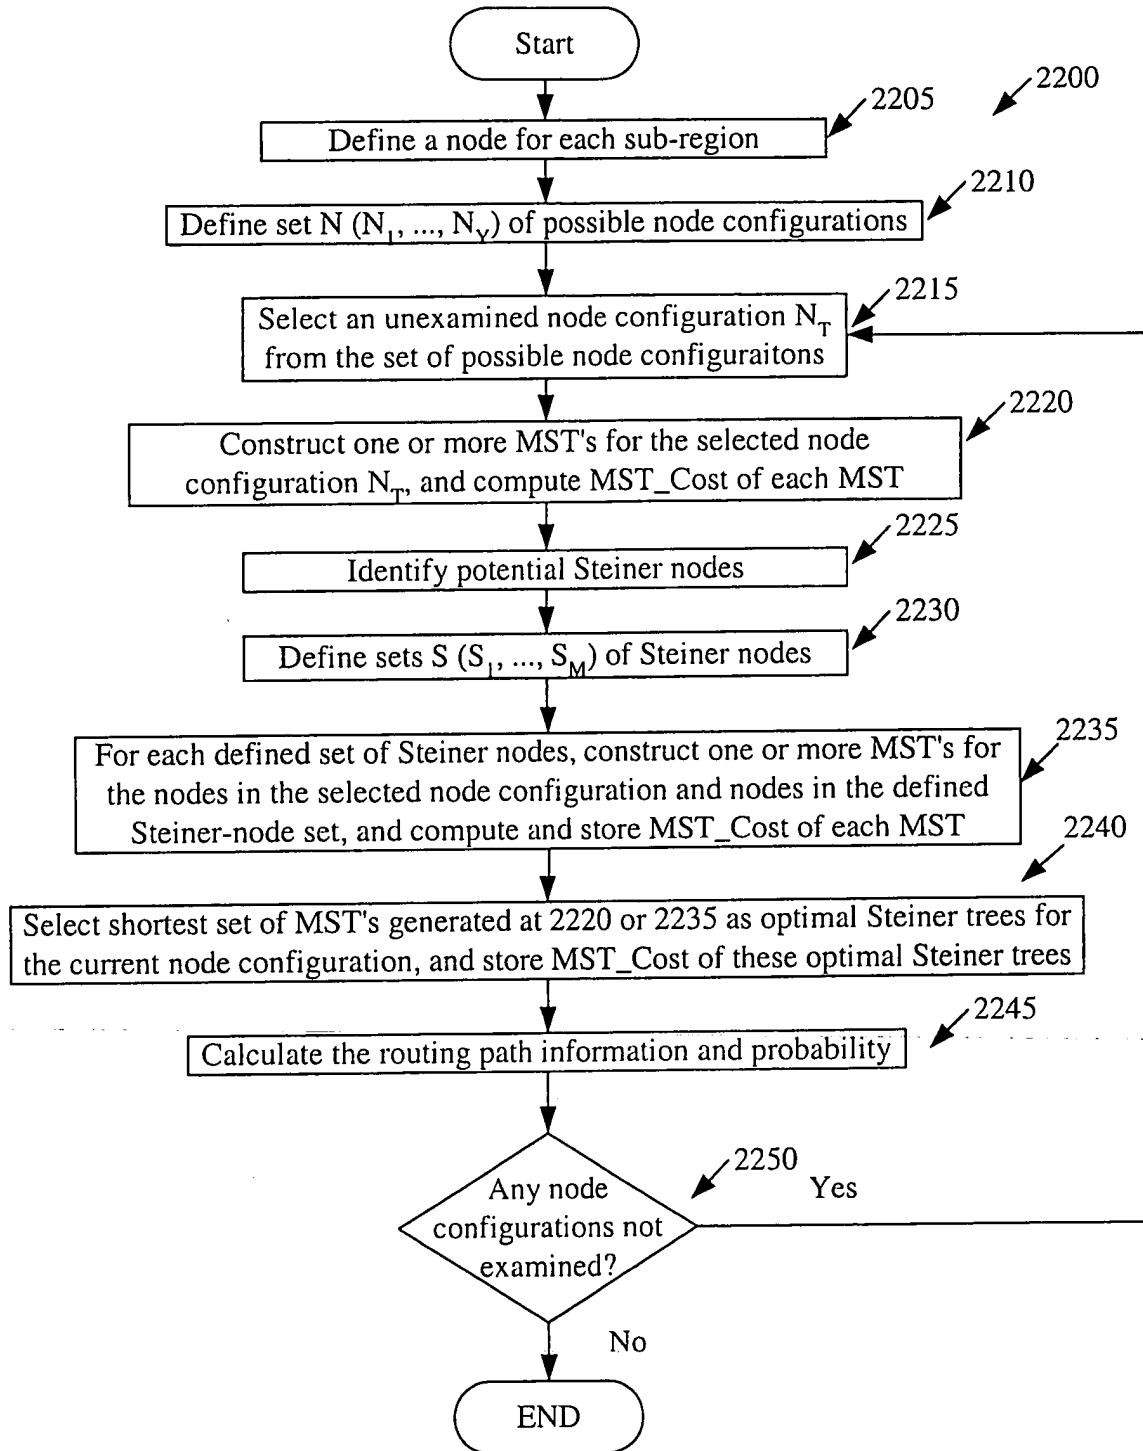 Start
2200
2205
Define a node for each sub-region
2210
Define set N (N1, ..., NY) of possible node configurations
2215
Select an unexamined node configuration NT
from the set of possible node configuraitons
2220
Construct one or more MST's for the selected node
configuration NT, and compute MST_Cost of each MST
2225
Identify potential Steiner nodes
2230
Define sets S (S1, ..., SM) of Steiner nodes
2235
For each defined set of Steiner nodes, construct one or more MST's for
the nodes in the selected node configuration and nodes in the defined
Steiner-node set, and compute and store MST_Cost of each MST
2240
Select shortest set of MST's generated at 2220 or 2235 as optimal Steiner trees for
the current node configuration, and store MST_Cost of these optimal Steiner trees
2245
Calculate the routing path information and probability
2250
Any node
configurations not
examined?
Yes
No
END